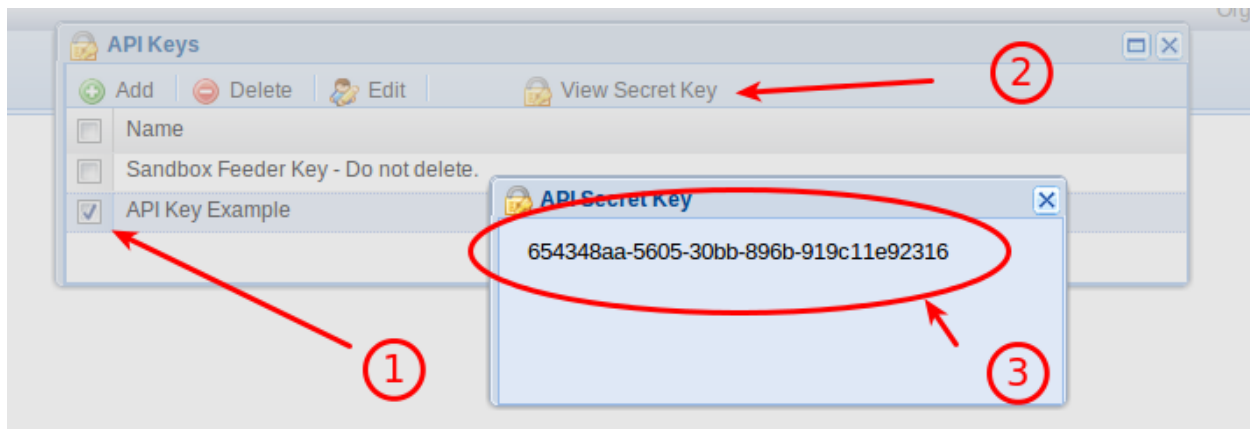 Org
API Keys
Add Delete Edit View Secret Key
2
Name
Sandbox Feeder Key - Do not delete.
API Key Example
API Secret Key
654348aa-5605-30bb-896b-919c11e92316
1
3